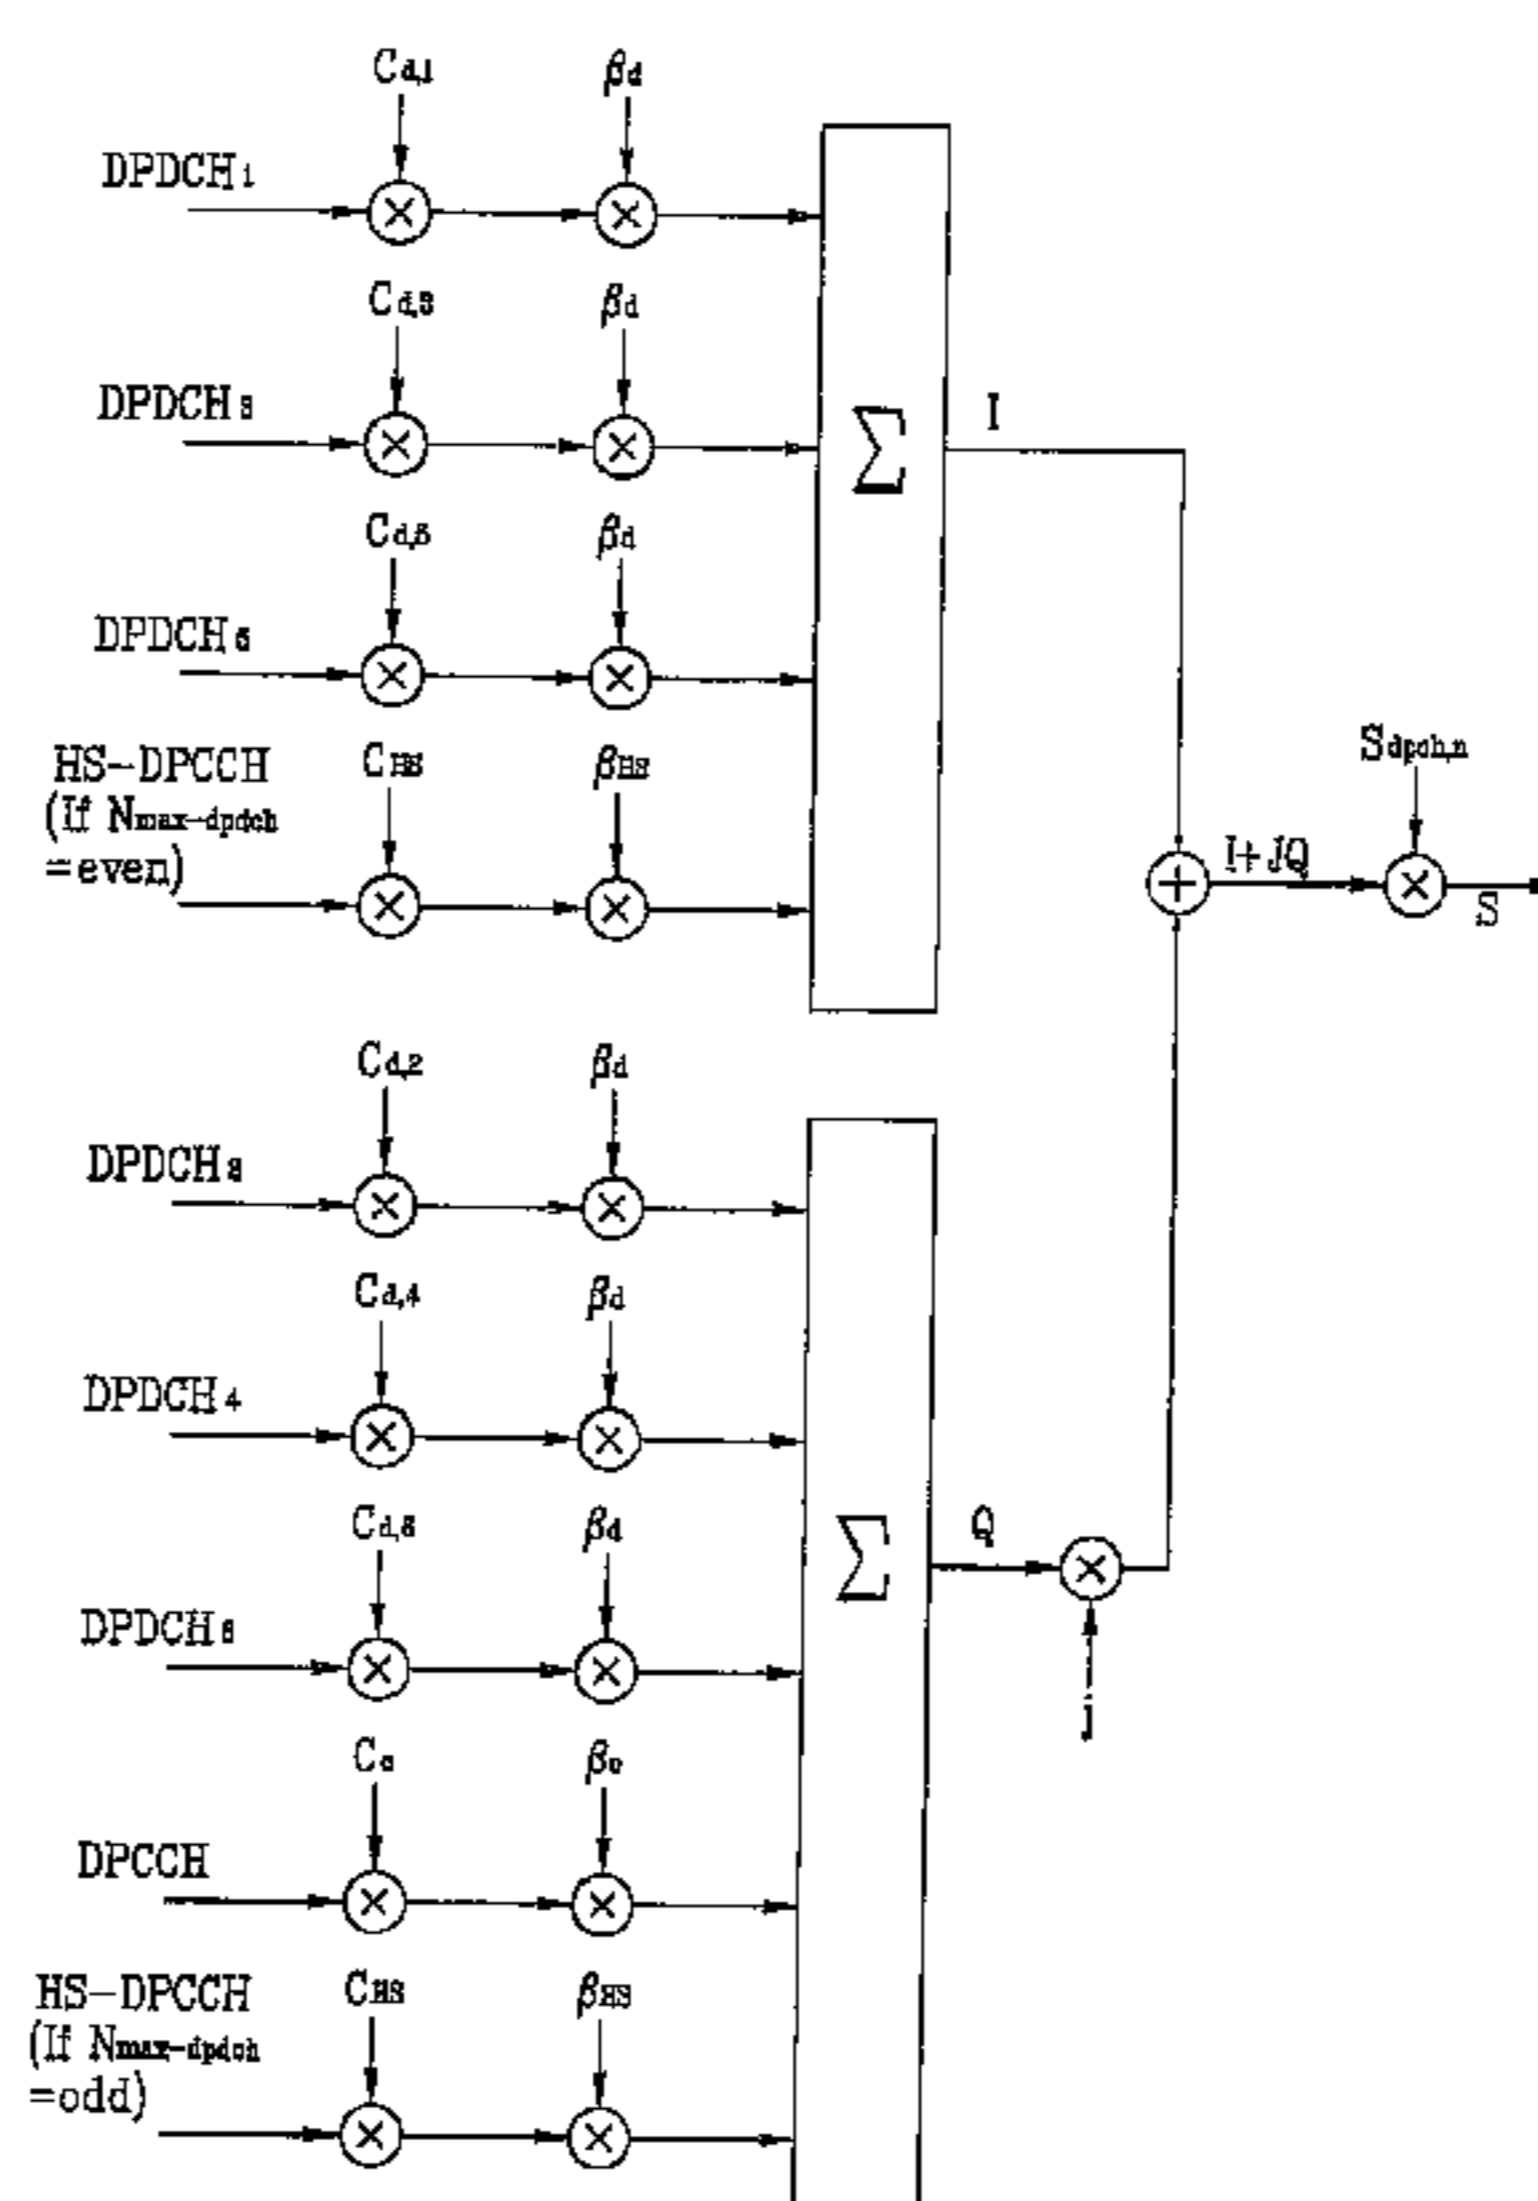 Cd,1 βd
DPDCH1
Cd,3 βd
DPDCH3
Cd,5 βd
DPDCH5
HS-DPCCH CHS βHS
(If Nmax-dpdch
=even)
Σ
I
Sdpch,n
I+JQ
S
Cd,2 βd
DPDCH2
Cd,4 βd
DPDCH4
Cd,6 βd
DPDCH6
Σ
Q
j
Cc βc
DPCCH
HS-DPCCH CHS βHS
(If Nmax-dpdch
=odd)